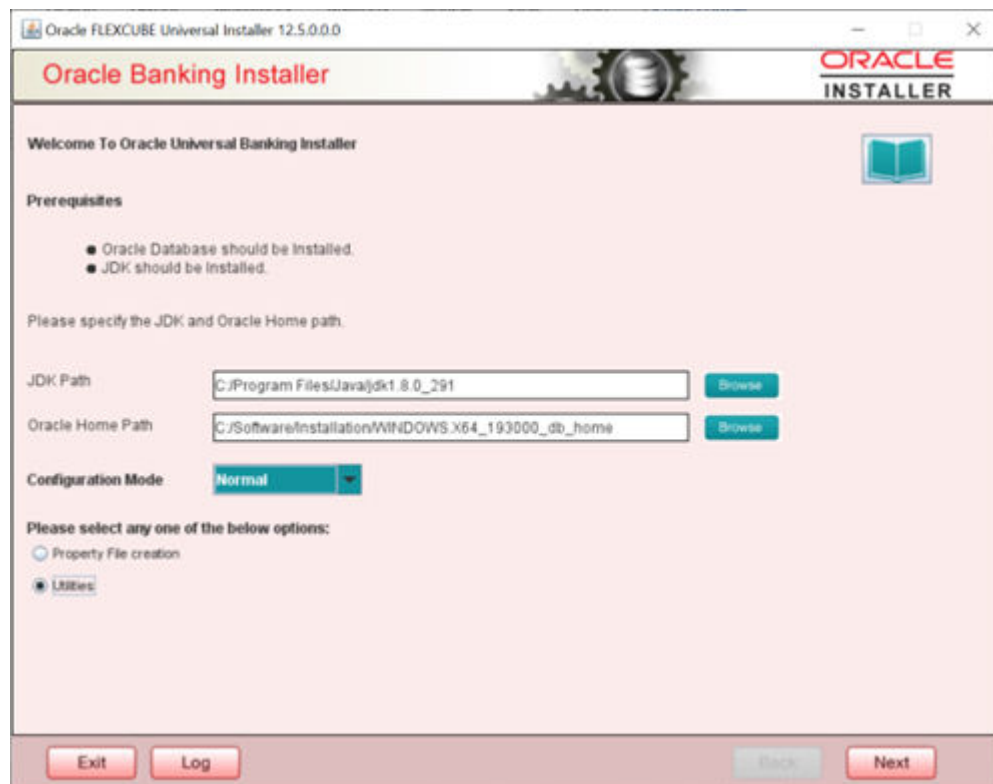 Oracle FLEXCUBE Universal Installer 12.5.0.0.0
Oracle Banking Installer
ORACLE
INSTALLER
Welcome To Oracle Universal Banking Installer
Prerequisites
Oracle Database should be Installed.
JDK should be Installed.
Please specify the JDK and Oracle Home path.
JDK Path
C:/Program Files/Java/jdk1.8.0_291
Browse
Oracle Home Path
C:/Software/Installation/WINDOWS.X64_193000_db_home
Browse
Configuration Mode
Normal
Please select any one of the below options:
Property File creation
Utilities
Exit
Log
Back
Next